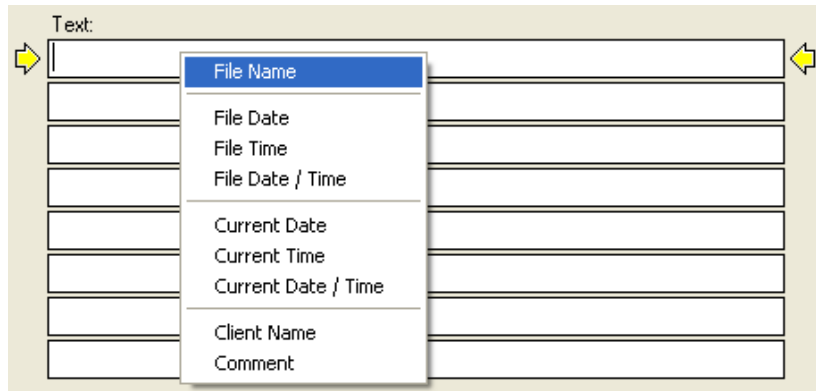 Text:
File Name
File Date
File Time
File Date / Time
Current Date
Current Time
Current Date / Time
Client Name
Comment